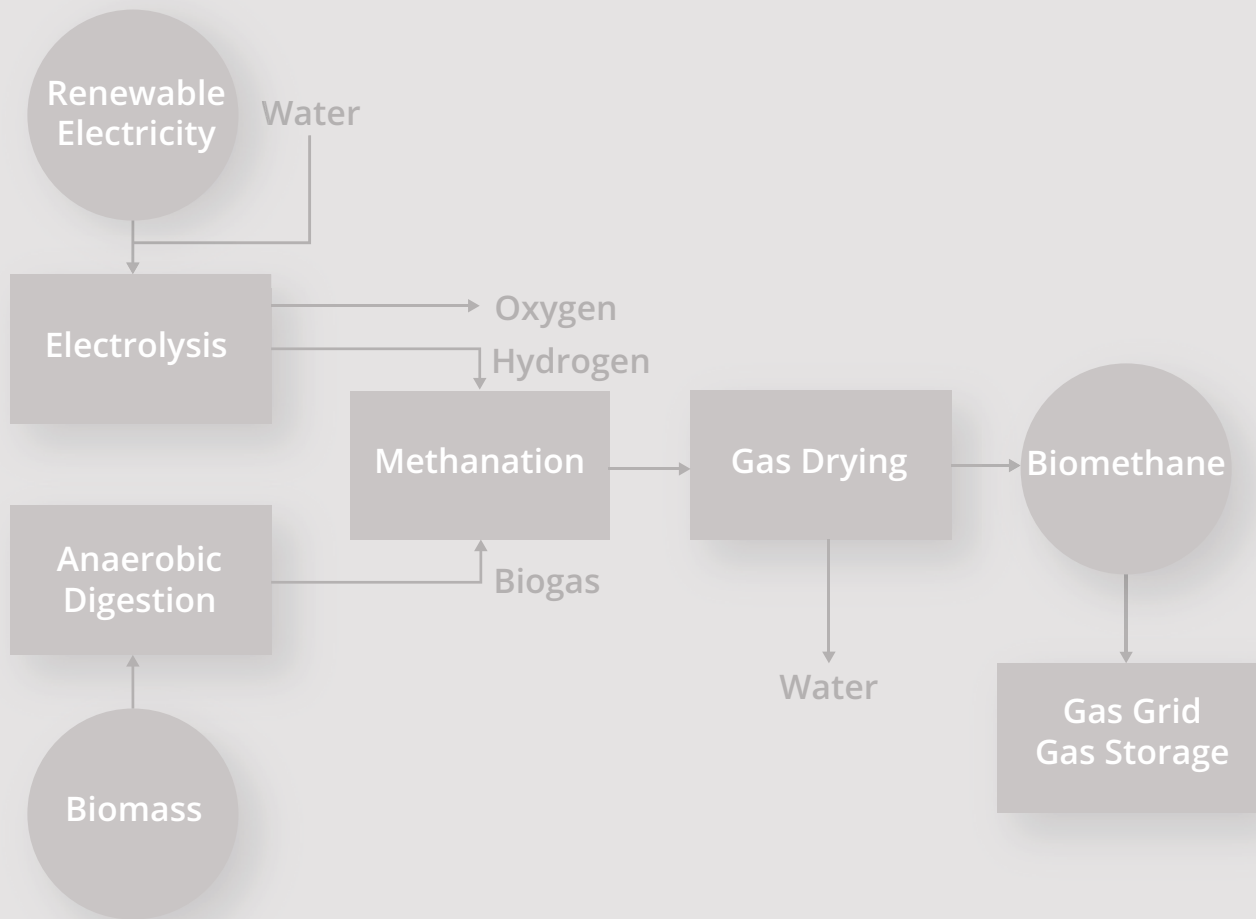 Renewable
Electricity
Water
Electrolysis
Oxygen
Hydrogen
Methanation
Gas Drying
Biomethane
Anaerobic
Digestion
Biogas
Water
Gas Grid
Gas Storage
Biomass